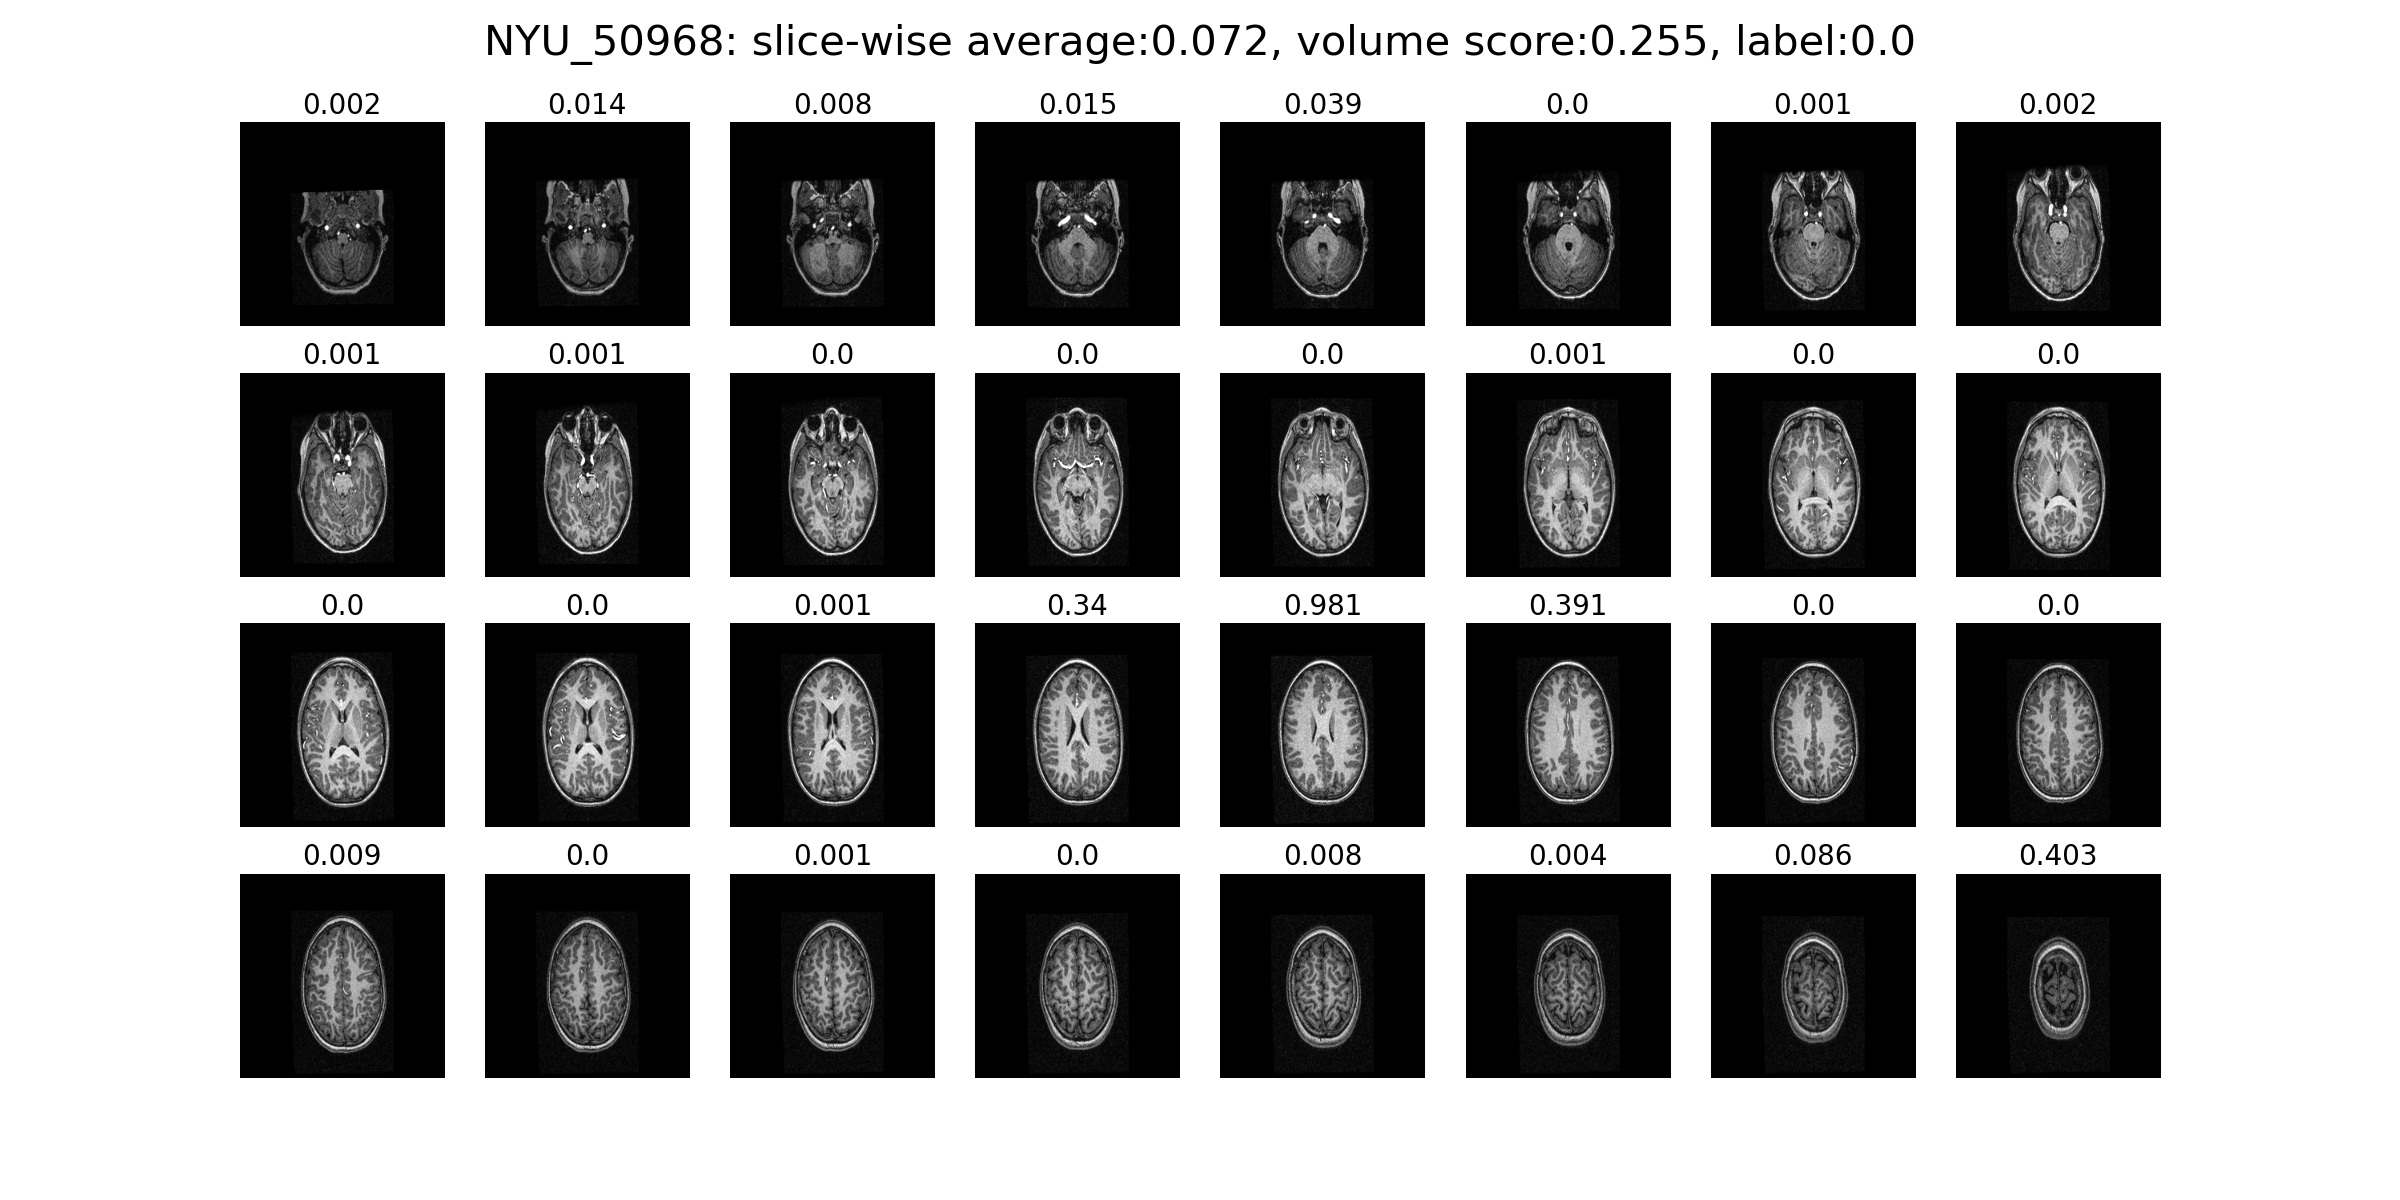 NYU_50968: slice-wise average:0.072, volume score:0.255, label:0.0
0.002 0.014 0.008 0.015 0.039 0.0 0.001 0.002
0.001 0.001 0.0 0.0 0.0 0.001 0.0 0.0
0.0 0.0 0.001 0.34 0.981 0.391 0.0 0.0
0.009 0.0 0.001 0.0 0.008 0.004 0.086 0.403